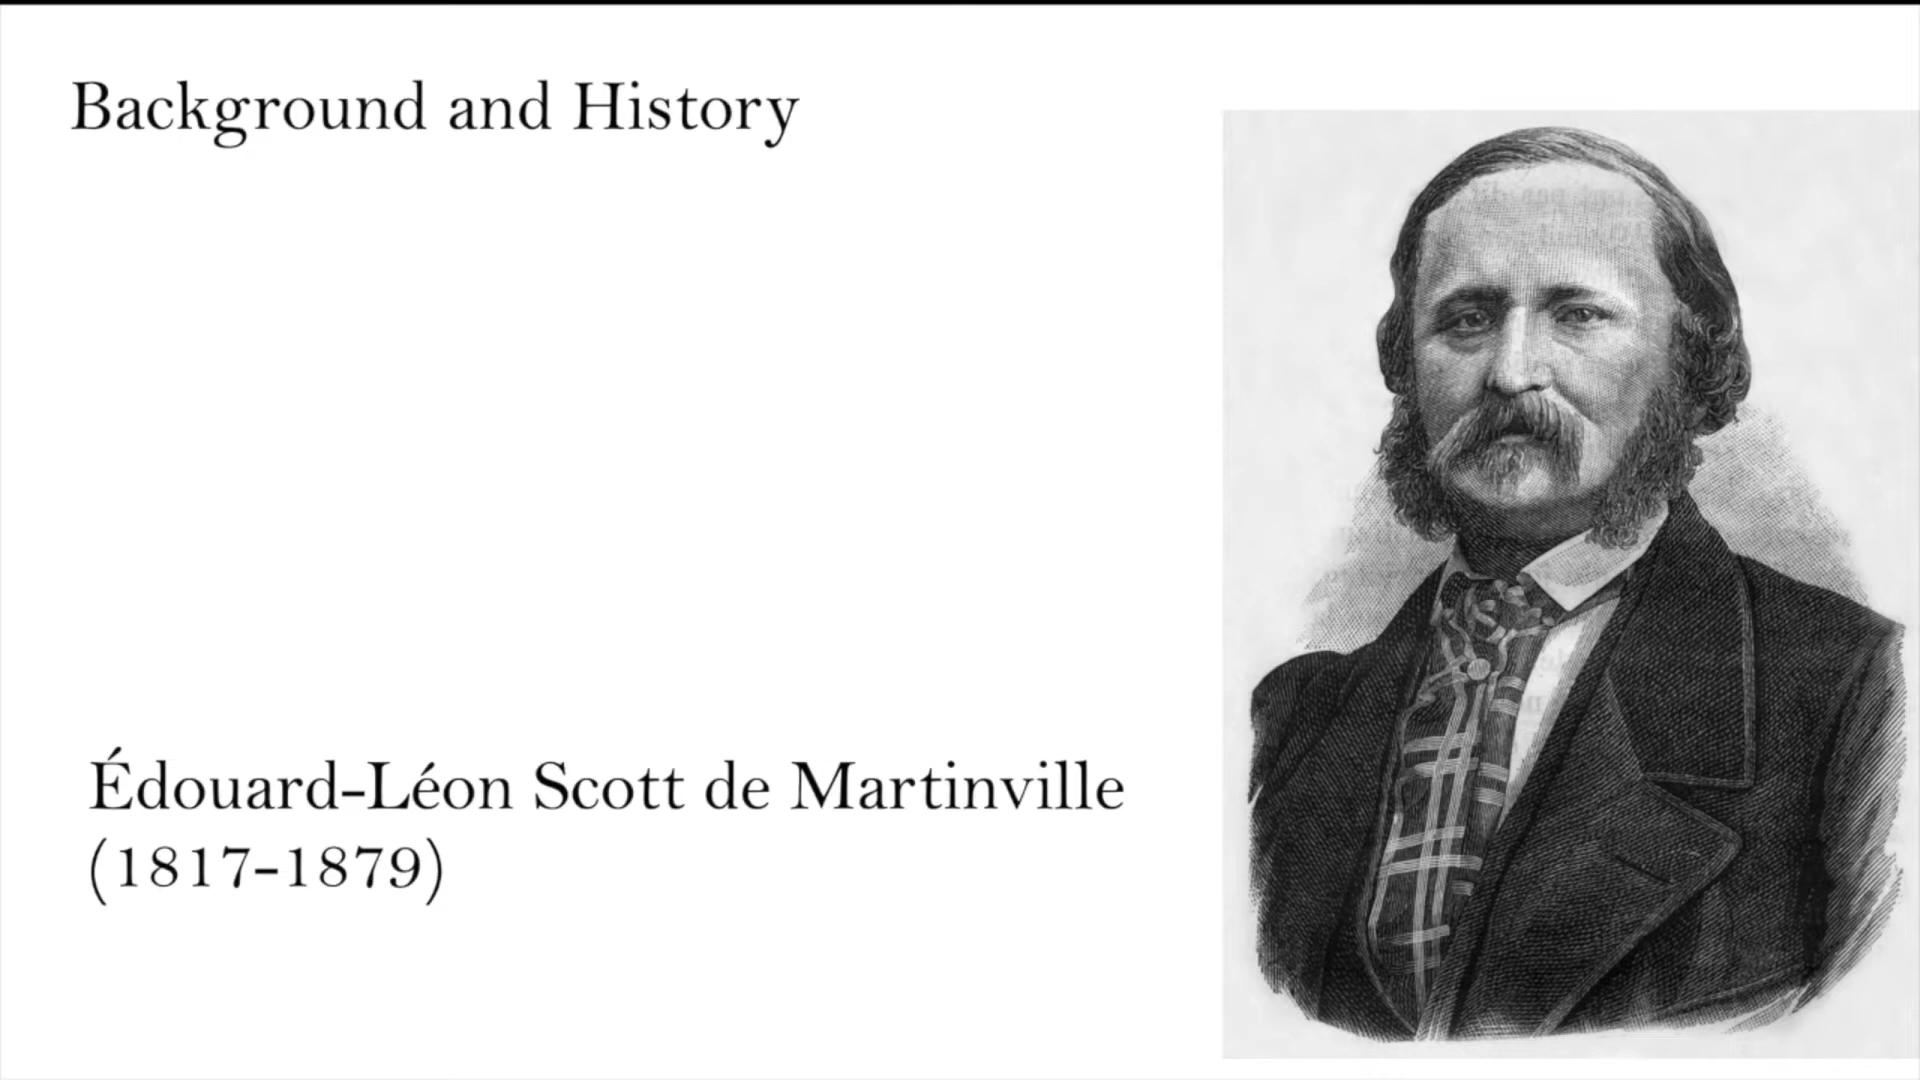 Background and History
Édouard-Léon Scott de Martinville
(1817-1879)